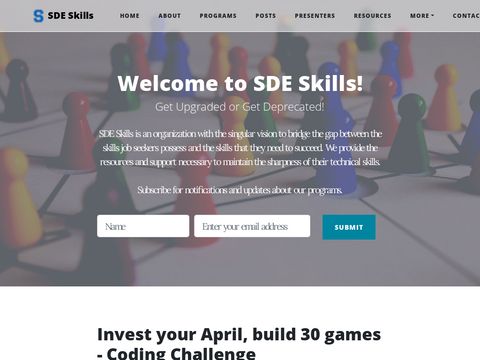 SDE Skills
HOME ABOUT PROGRAMS POSTS PRESENTERS RESOURCES MORE CONTAC
Welcome to SDE Skills!
Get Upgraded or Get Deprecated!
SDE Skills is an organization with the singular vision to bridge the gap between the
skills job seekers possess and the skills that they need to succeed. We provide the
resources and support necessary to maintain the sharpness of their technical skills.
Subscribe for notifications and updates about our programs.
Name Enter your email address SUBMIT
Invest your April, build 30 games
- Coding Challenge